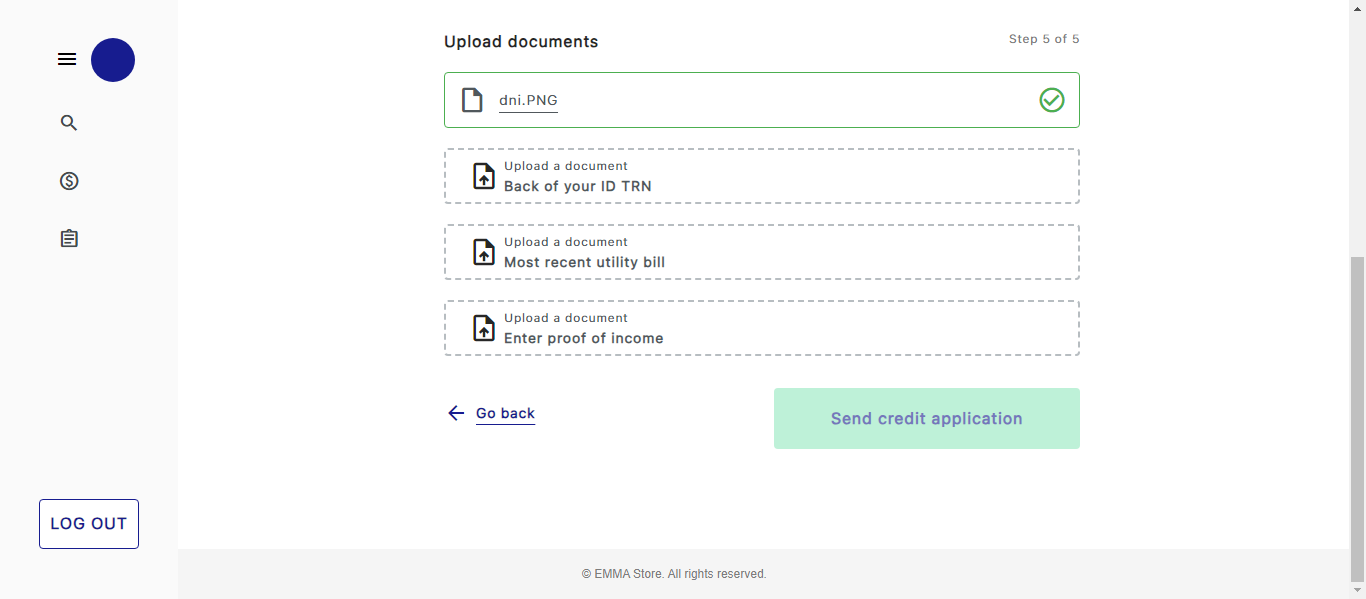 Upload documents
Step 5 of 5
dni.PNG
Upload a document
Back of your ID TRN
Upload a document
Most recent utility bill
Upload a document
Enter proof of income
Go back
Send credit application
LOG OUT
© EMMA Store. All rights reserved.